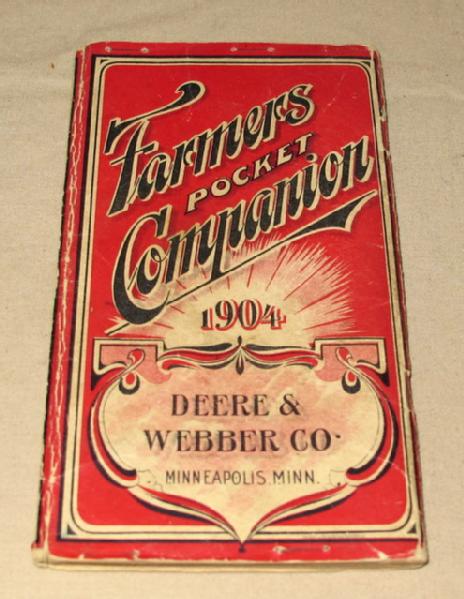 Farmers
POCKET
Companion
1904
DEERE &
WEBBER CO.
MINNEAPOLIS. MINN.